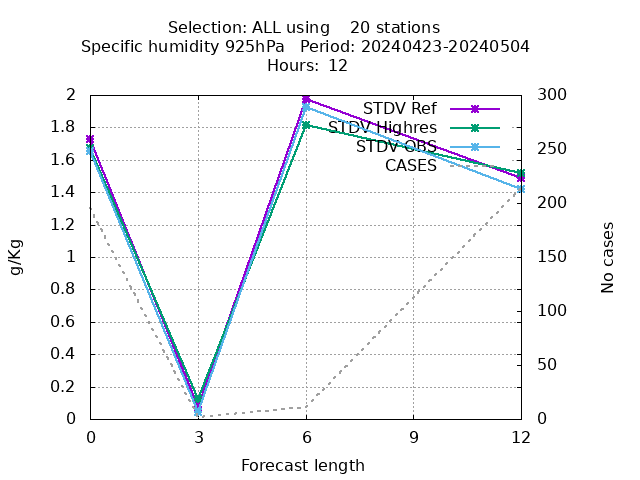 Selection: ALL using    20 stations
Specific humidity 925hPa   Period: 20240423-20240504
Hours:  12
STDV Ref
STDV Highres
STDV OBS
CASES
g/Kg
No cases
2
1.8
1.6
1.4
1.2
1
0.8
0.6
0.4
0.2
0
300
250
200
150
100
50
0
0 3 6 9 12
Forecast length